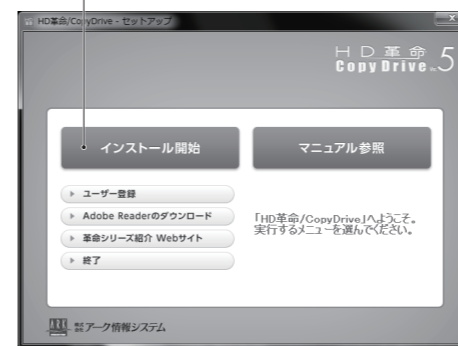 HD革命/CopyDrive - セットアップ
HD革命
CopyDrive Ver.5
インストール開始
マニュアル参照
ユーザー登録
Adobe Readerのダウンロード
革命シリーズ紹介 Webサイト
終了
「HD革命/CopyDrive」へようこそ。
実行するメニューを選んでください。
株式会社アーク情報システム